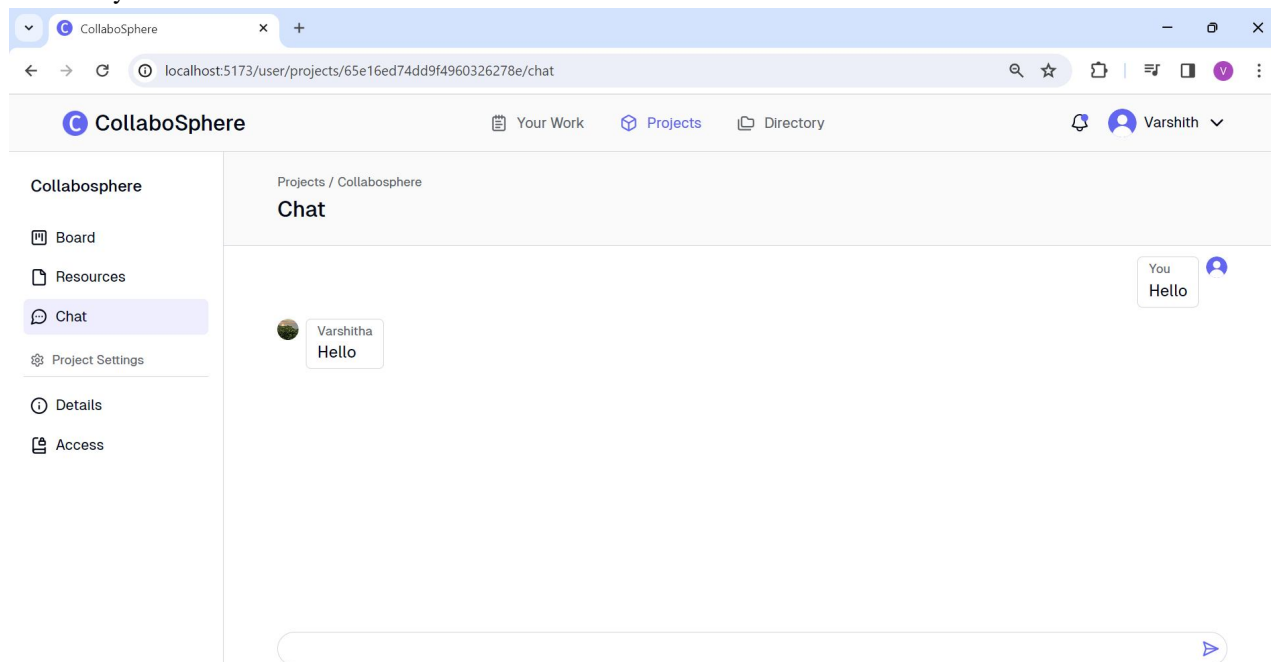 CollaboSphere
localhost:5173/user/projects/65e16ed74dd9f4960326278e/chat
V
C CollaboSphere
Your Work
Projects
Directory
Varshith
Collabosphere
Board
Resources
Chat
Project Settings
Details
Access
Projects / Collabosphere
Chat
You
Hello
Varshitha
Hello